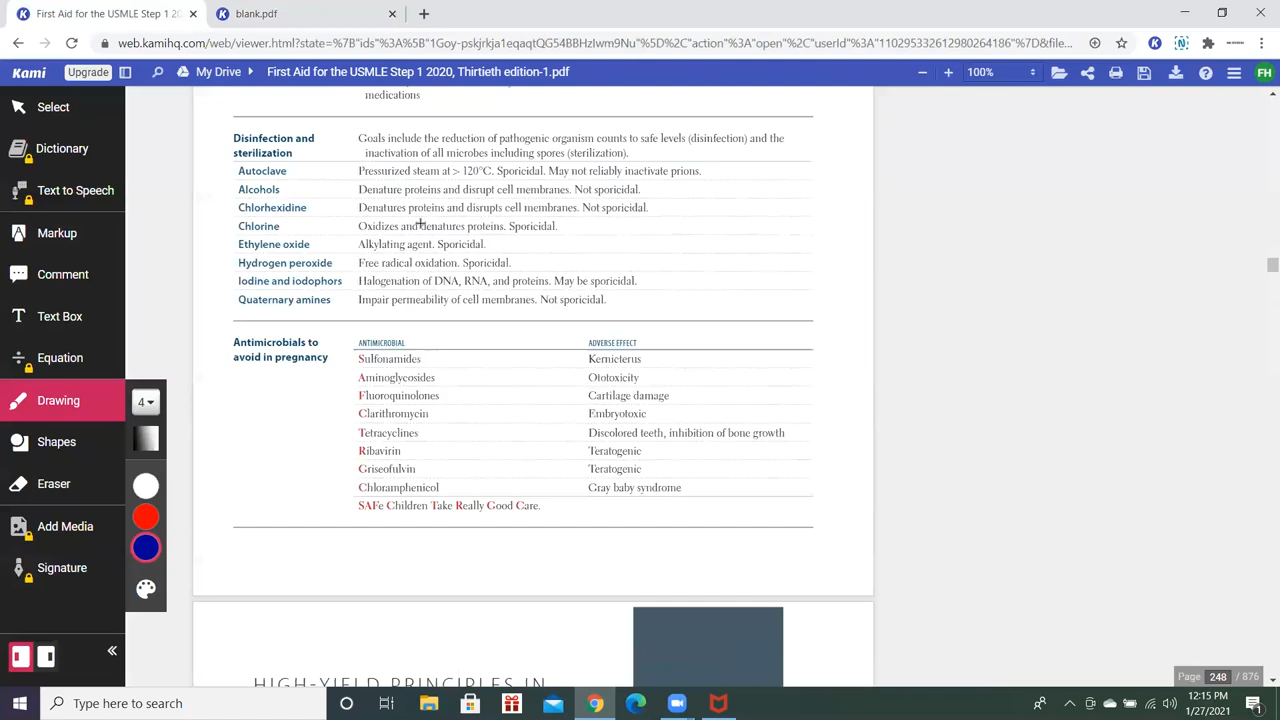 First Aid for the USMLE Step 1 20
blank.pdf
web.kamihq.com/web/viewer.html?state=%7B"ids"%3A%5B"1Goy-pskjrkja1eqaqtQG54BBHzIwm9Nu"%5D%2C"action"%3A"open"%2C"userId"%3A"110295332612980264186"%7D&file...
Kami
Upgrade
My Drive
First Aid for the USMLE Step 1 2020, Thirtieth edition-1.pdf
100%
FH
Select
Dictionary
Text to Speech
Markup
Comment
Text Box
Equation
Drawing
Shapes
Eraser
Add Media
Signature
4
medications
Disinfection and sterilization
Goals include the reduction of pathogenic organism counts to safe levels (disinfection) and the
inactivation of all microbes including spores (sterilization).
Autoclave Pressurized steam at > 120°C. Sporicidal. May not reliably inactivate prions.
Alcohols Denature proteins and disrupt cell membranes. Not sporicidal.
Chlorhexidine Denatures proteins and disrupts cell membranes. Not sporicidal.
Chlorine Oxidizes and denatures proteins. Sporicidal.
Ethylene oxide Alkylating agent. Sporicidal.
Hydrogen peroxide Free radical oxidation. Sporicidal.
Iodine and iodophors Halogenation of DNA, RNA, and proteins. May be sporicidal.
Quaternary amines Impair permeability of cell membranes. Not sporicidal.
Antimicrobials to avoid in pregnancy
ANTIMICROBIAL ADVERSE EFFECT
Sulfonamides Kernicterus
Aminoglycosides Ototoxicity
Fluoroquinolones Cartilage damage
Clarithromycin Embryotoxic
Tetracyclines Discolored teeth, inhibition of bone growth
Ribavirin Teratogenic
Griseofulvin Teratogenic
Chloramphenicol Gray baby syndrome
SAFe Children Take Really Good Care.
HIGH-YIELD PRINCIPLES IN
Page 248 / 876
Type here to search
12:15 PM
1/27/2021